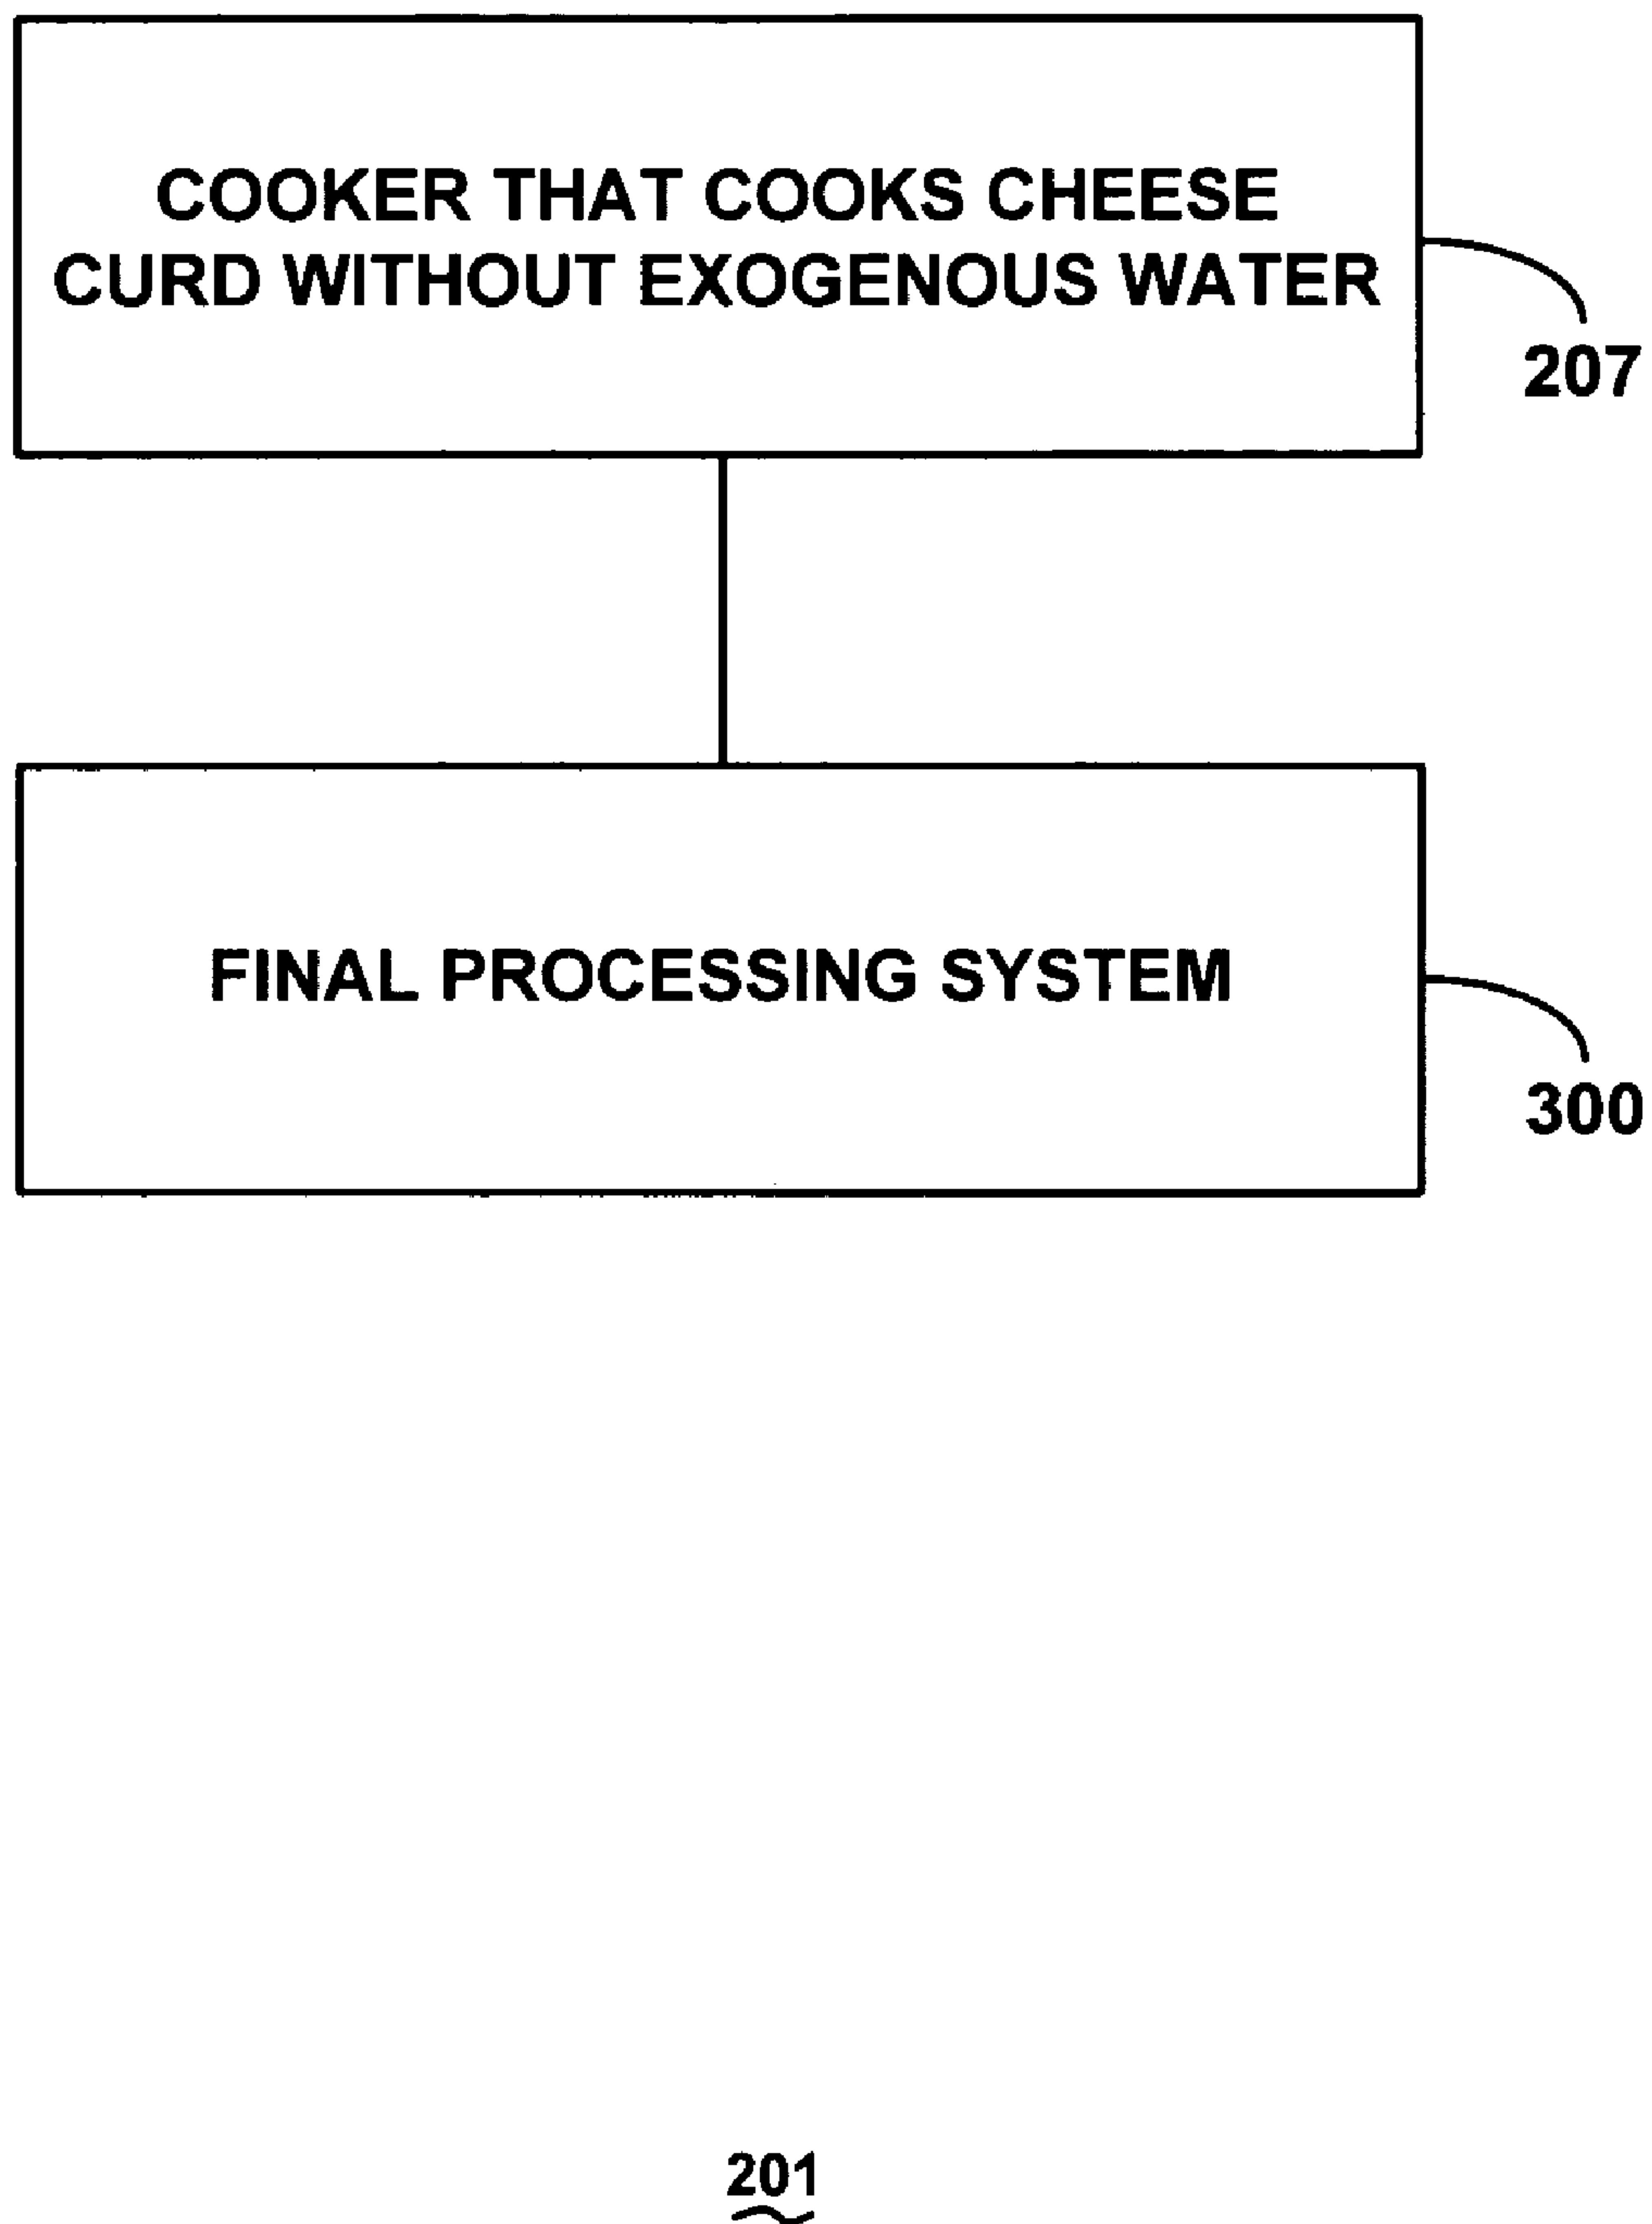 COOKER THAT COOKS CHEESE
CURD WITHOUT EXOGENOUS WATER
207
FINAL PROCESSING SYSTEM
300
201